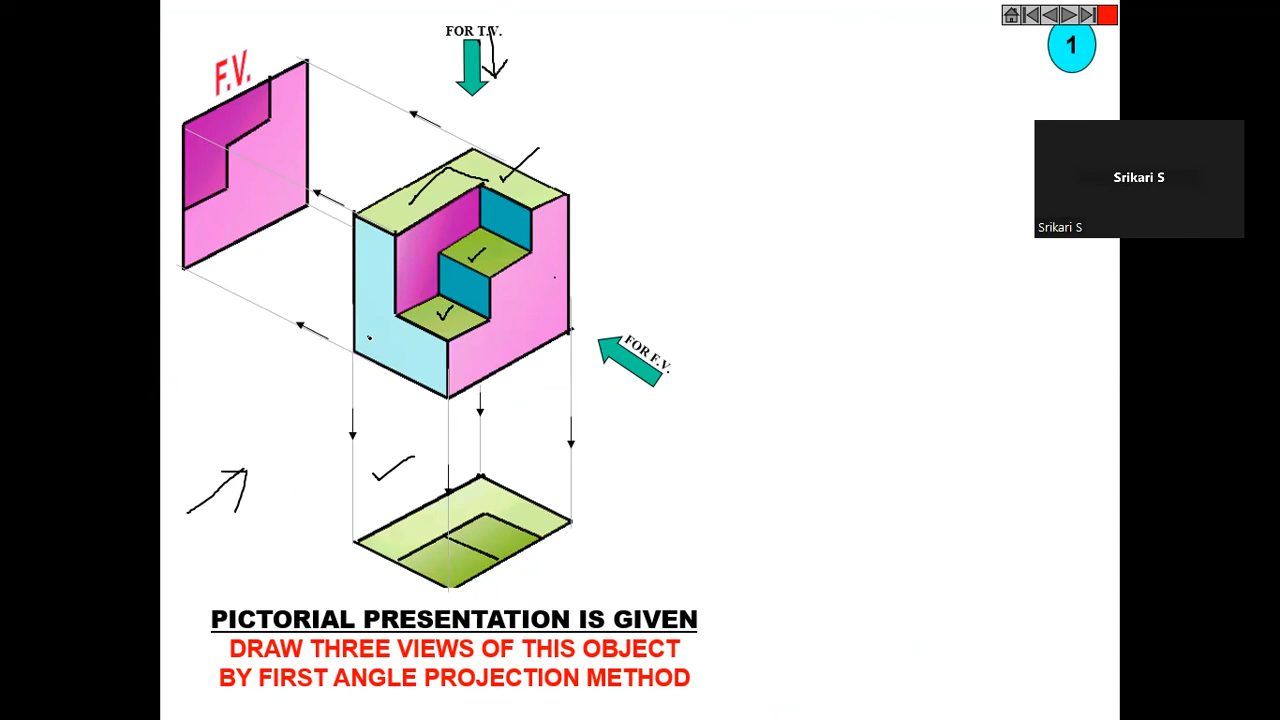 FOR T.V.
1
F.V.
Srikari S
Srikari S
FOR F.V.
PICTORIAL PRESENTATION IS GIVEN
DRAW THREE VIEWS OF THIS OBJECT
BY FIRST ANGLE PROJECTION METHOD